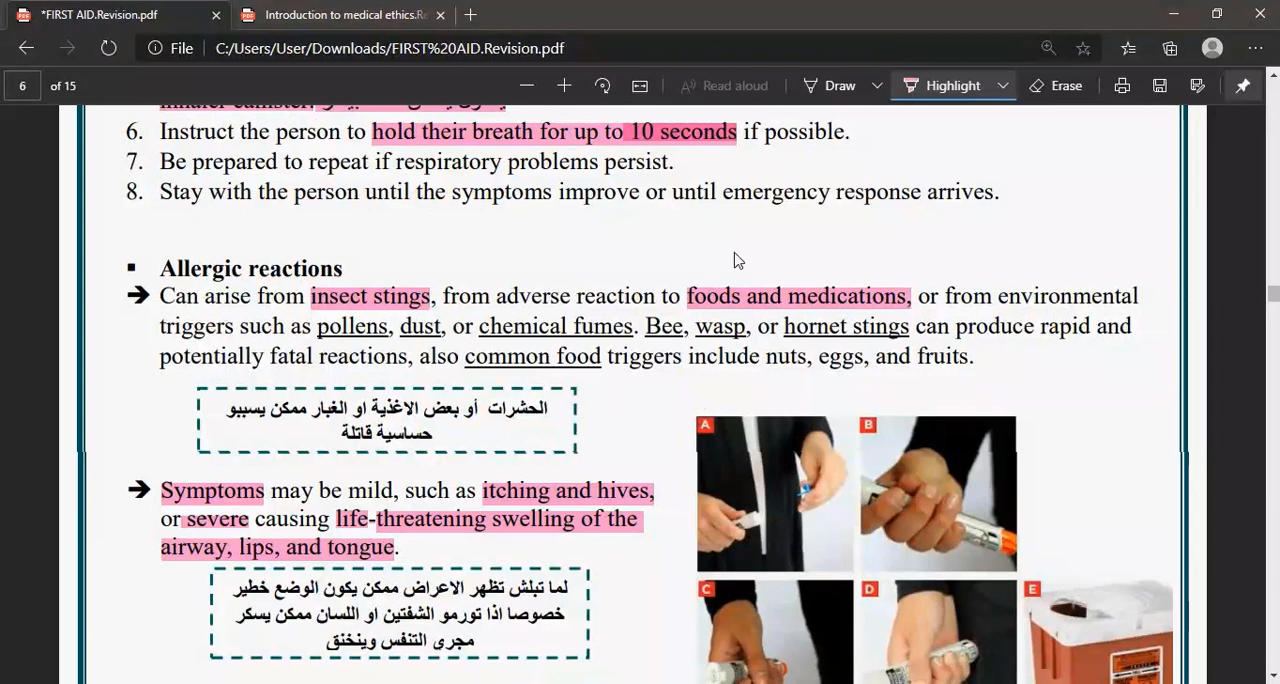 *FIRST AID.Revision.pdf
Introduction to medical ethics.Re
File
C:/Users/User/Downloads/FIRST%20AID.Revision.pdf
6 of 15
Read aloud
Draw
Highlight
Erase
6. Instruct the person to hold their breath for up to 10 seconds if possible.
7. Be prepared to repeat if respiratory problems persist.
8. Stay with the person until the symptoms improve or until emergency response arrives.
▪ Allergic reactions
➔ Can arise from insect stings, from adverse reaction to foods and medications, or from environmental
triggers such as pollens, dust, or chemical fumes. Bee, wasp, or hornet stings can produce rapid and
potentially fatal reactions, also common food triggers include nuts, eggs, and fruits.
الحشرات أو بعض الاغذية او الغبار ممكن يسببو
حساسية قاتلة
➔ Symptoms may be mild, such as itching and hives,
or severe causing life-threatening swelling of the
airway, lips, and tongue.
لما تبلش تظهر الاعراض ممكن يكون الوضع خطير
خصوصا اذا تورمو الشفتين او اللسان ممكن يسكر
مجرى التنفس وينخنق
A
B
C
D
E